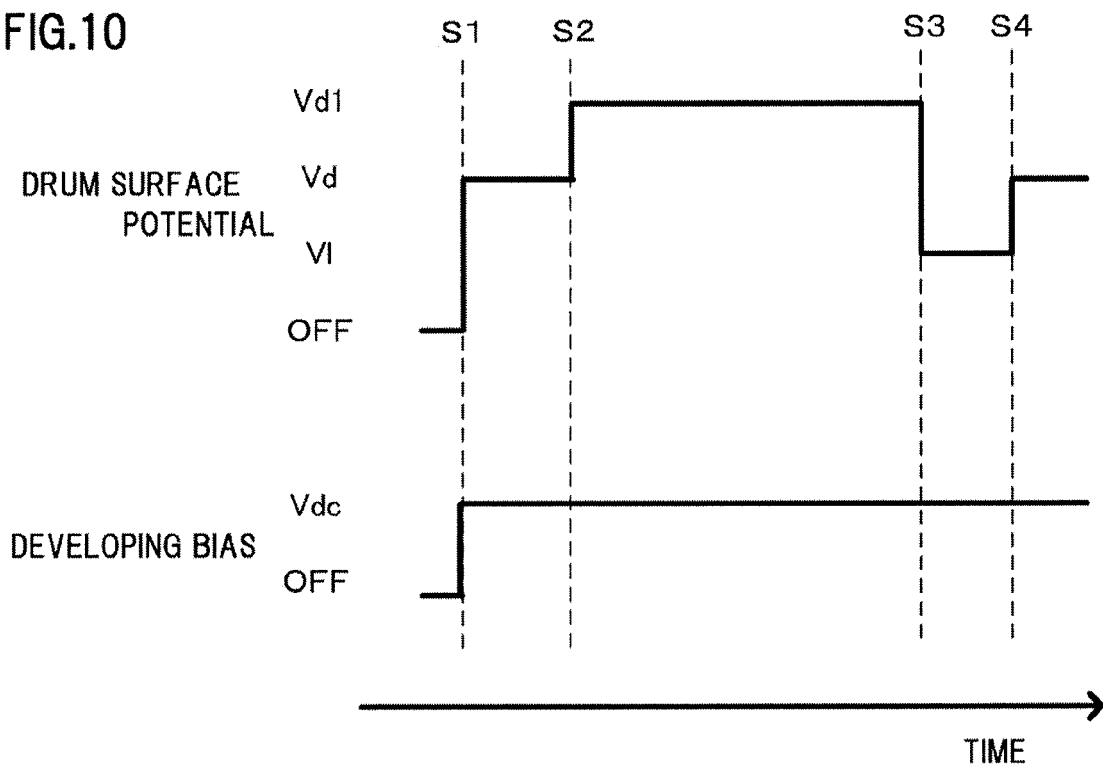 FIG.10
S1 S2 S3 S4
Vd1
DRUM SURFACE POTENTIAL
Vd
Vl
OFF
Vdc
DEVELOPING BIAS
OFF
TIME